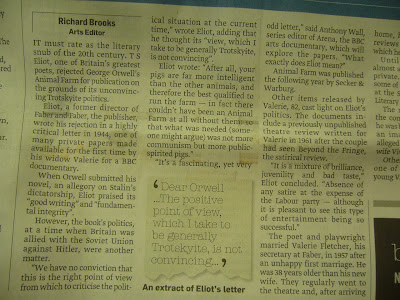 Richard Brooks
Arts Editor
IT must rate as the literary
snub of the 20th century. T S
Eliot, one of Britain's greatest
poets, rejected George Orwell's
Animal Farm for publication on
the grounds of its unconvinc-
ing Trotskyite politics.
Eliot, a former director of
Faber and Faber, the publisher,
wrote his rejection in a highly
critical letter in 1944, one of
many private papers made
available for the first time by
his widow Valerie for a BBC
documentary.
When Orwell submitted his
novel, an allegory on Stalin's
dictatorship, Eliot praised its
"good writing" and "fundamen-
tal integrity".
However, the book's politics,
at a time when Britain was
allied with the Soviet Union
against Hitler, were another
matter.
"We have no conviction that
this is the right point of view
from which to criticise the polit-
ical situation at the current
time," wrote Eliot, adding that
he thought its "view, which I
take to be generally Trotskyite,
is not convincing".
Eliot wrote: "After all, your
pigs are far more intelligent
than the other animals, and
therefore the best qualified to
run the farm — in fact there
couldn't have been an Animal
Farm at all without them: so
that what was needed (some-
one might argue) was not more
communism but more public-
spirited pigs."
"It's a fascinating, yet very
Dear Orwell
...The positive
point of view,
which I take to
be generally
Trotskyite, is not
convincing...
An extract of Eliot's letter
odd letter," said Anthony Wall,
series editor of Arena, the BBC
arts documentary, which will
explore the papers. "What
exactly does Eliot mean?"
Animal Farm was published
the following year by Secker &
Warburg.
Other items released by
Valerie, 82, cast light on Eliot's
politics. The documents in-
clude a previously unpublished
theatre review written for
Valerie in 1961 after the couple
had seen Beyond the Fringe,
the satirical review.
"It is a mixture of brilliance,
juvenility and bad taste,"
Eliot concluded. "Absence of
any satire at the expense of
the Labour party — although
it is pleasant to see this type
of entertainment being so
successful."
The poet and playwright
married Valerie Fletcher, his
secretary at Faber, in 1957 after
an unhappy first marriage. He
was 38 years older than his new
wife. They regularly went to
the theatre and, after arriving